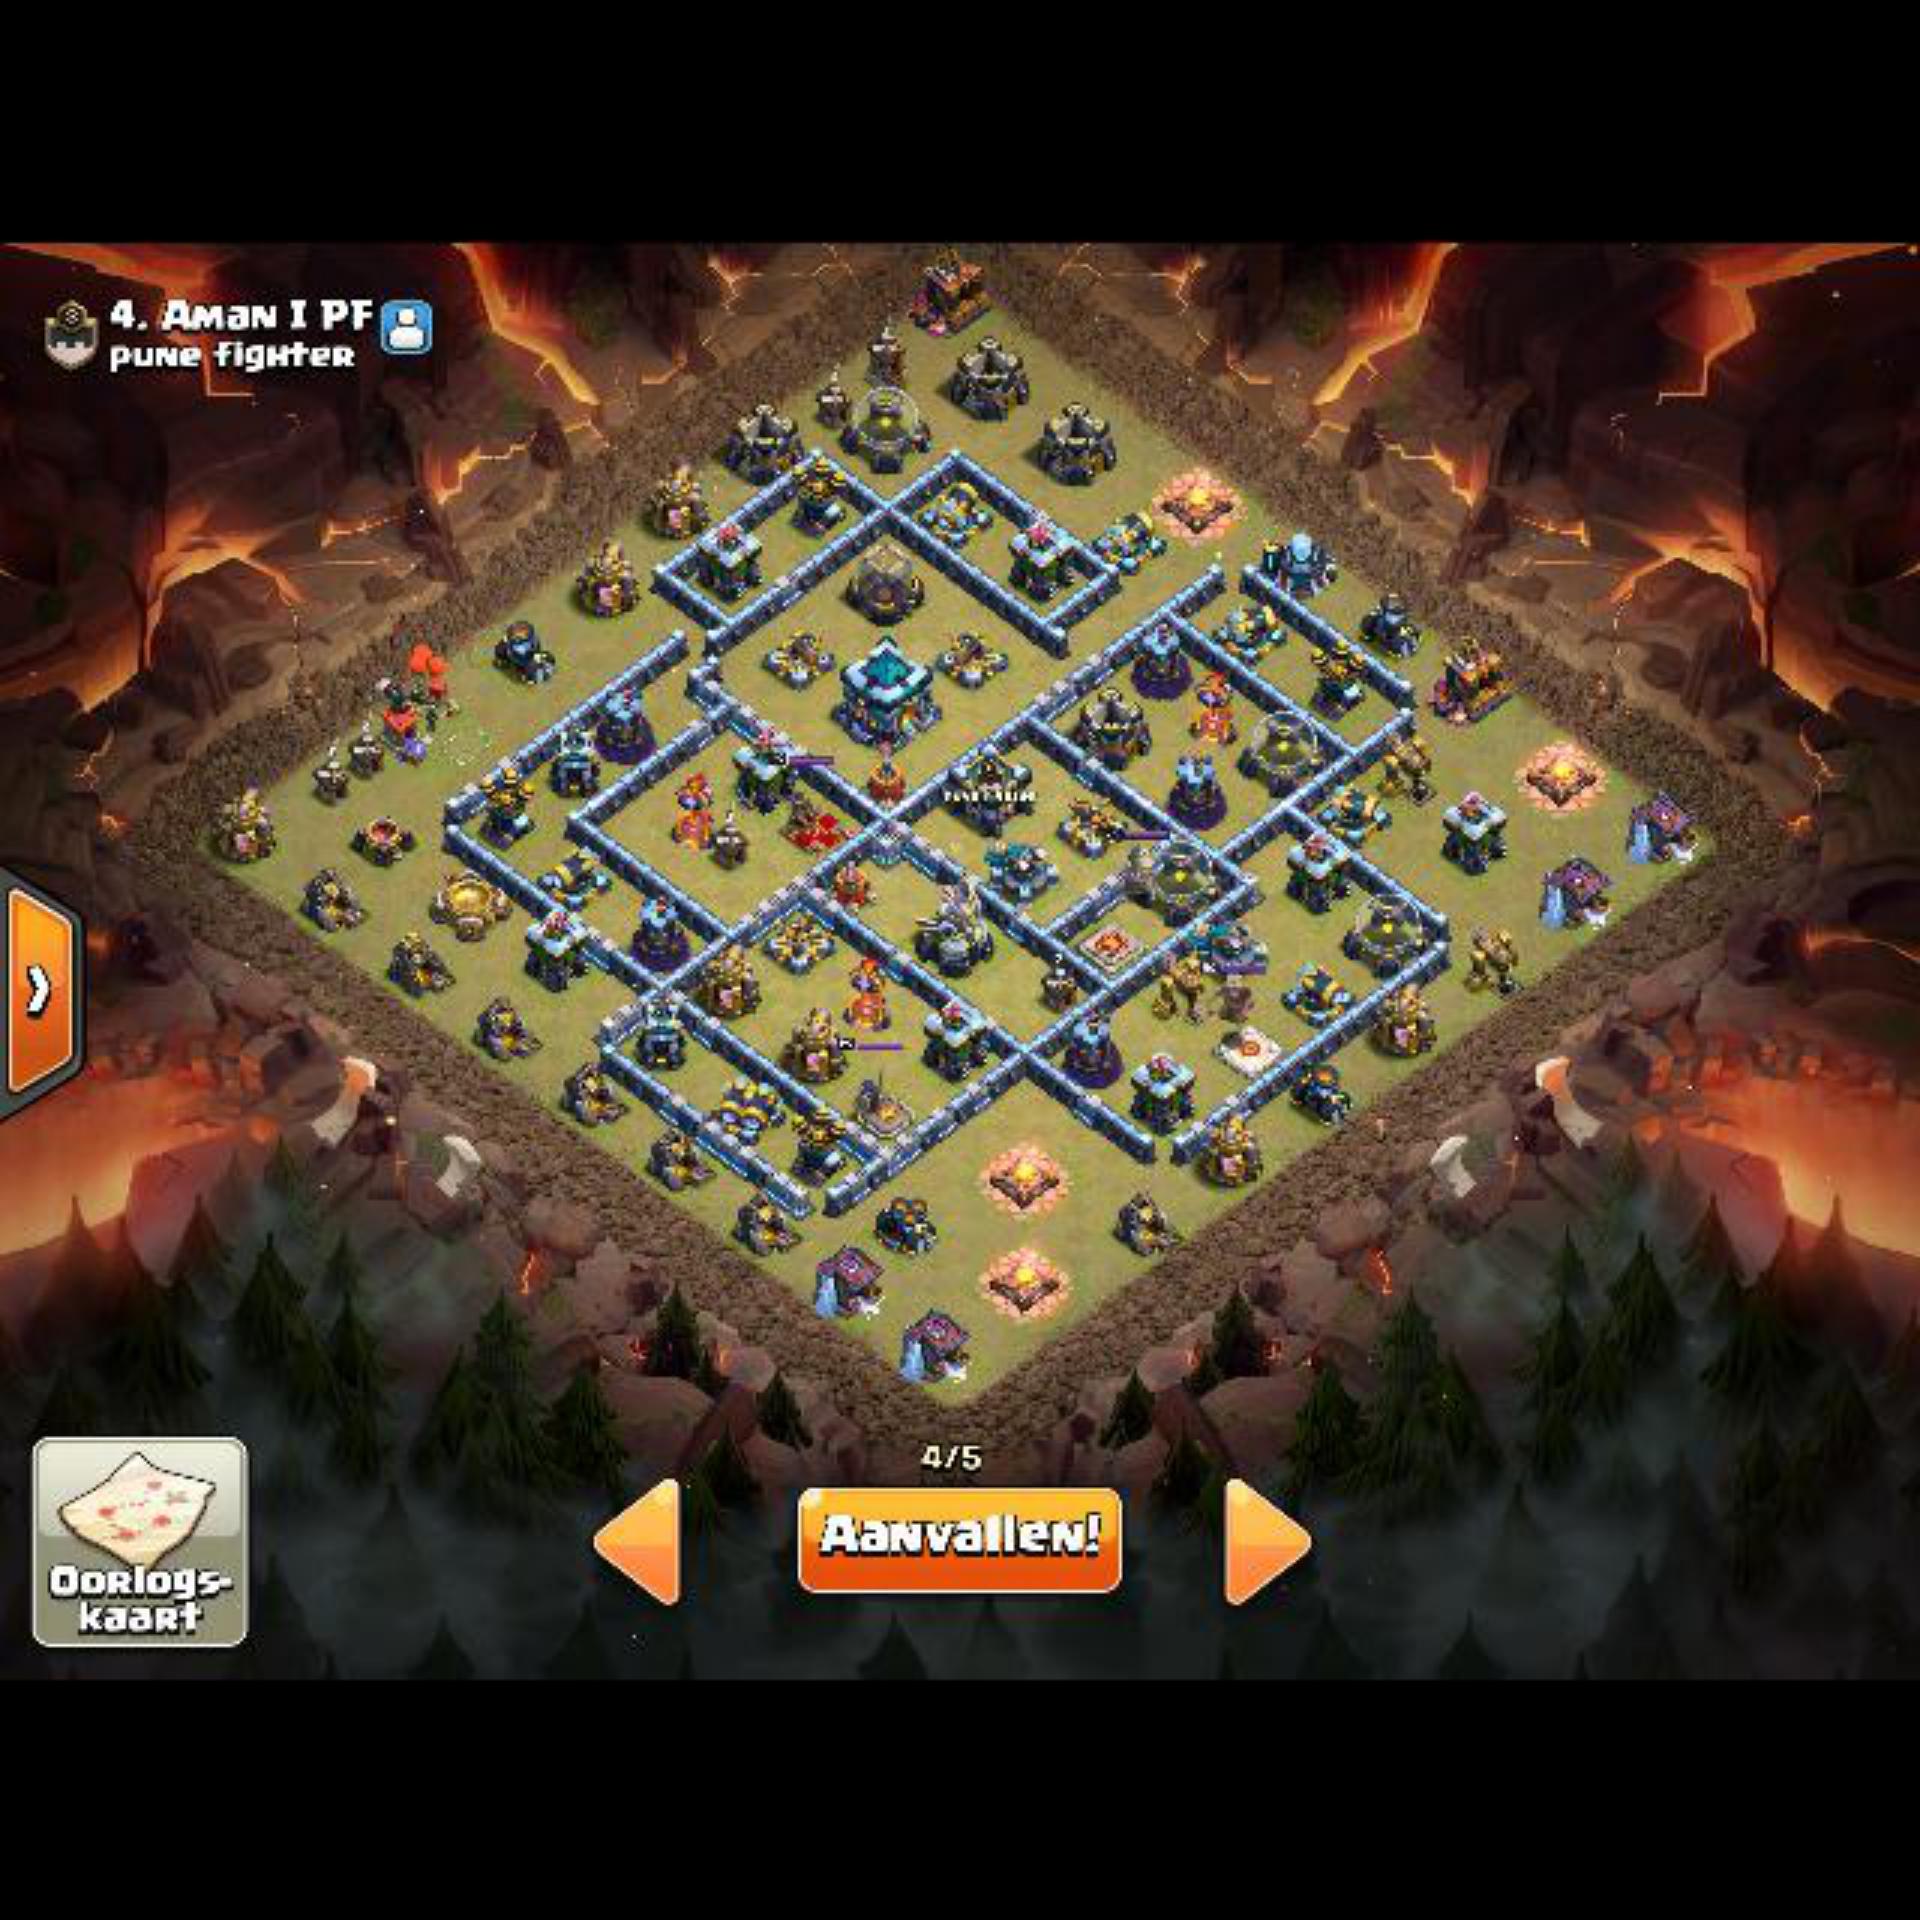 4. Aman I PF
pune fighter
4/5
Aanvallen!
Oorlogs-
kaart